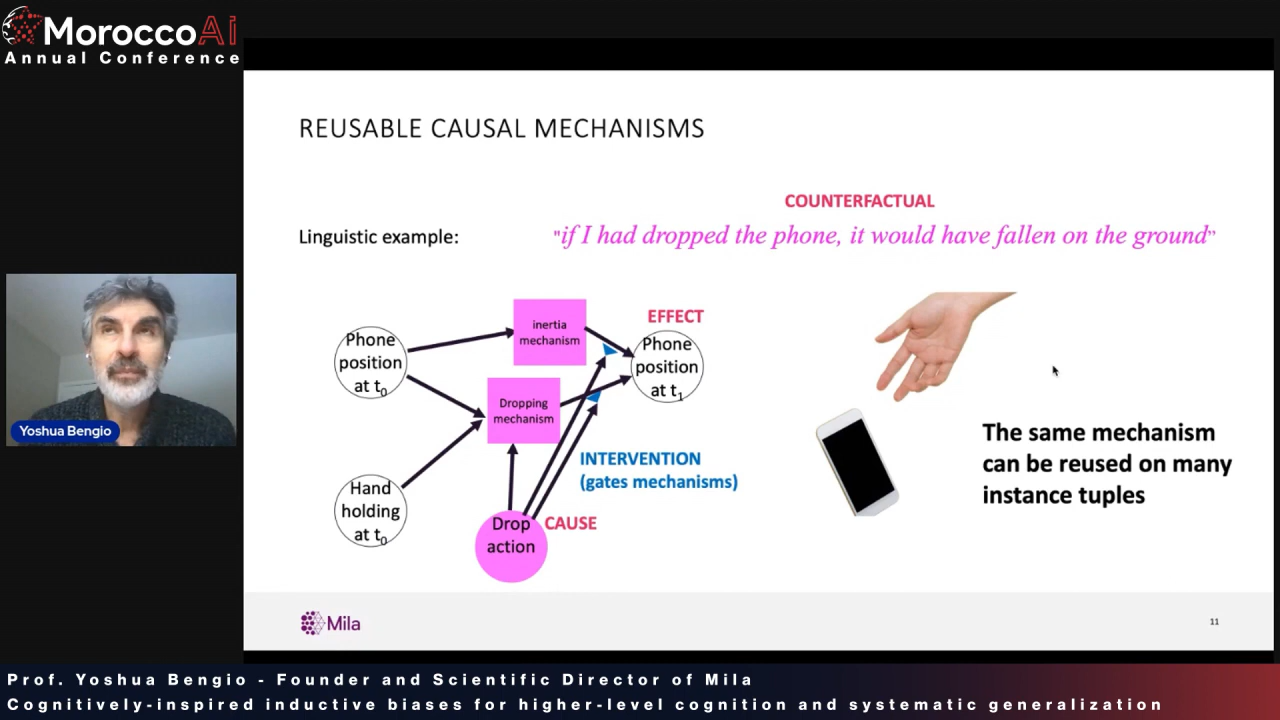 MoroccoAi
Annual Conference
REUSABLE CAUSAL MECHANISMS
COUNTERFACTUAL
Linguistic example:
"if I had dropped the phone, it would have fallen on the ground”
Phone
position
at t0
inertia
mechanism
EFFECT
Phone
position
at t1
Dropping
mechanism
INTERVENTION
(gates mechanisms)
Hand
holding
at t0
Drop
action
CAUSE
The same mechanism
can be reused on many
instance tuples
Yoshua Bengio
Mila
11
Prof. Yoshua Bengio - Founder and Scientific Director of Mila
Cognitively-inspired inductive biases for higher-level cognition and systematic generalization